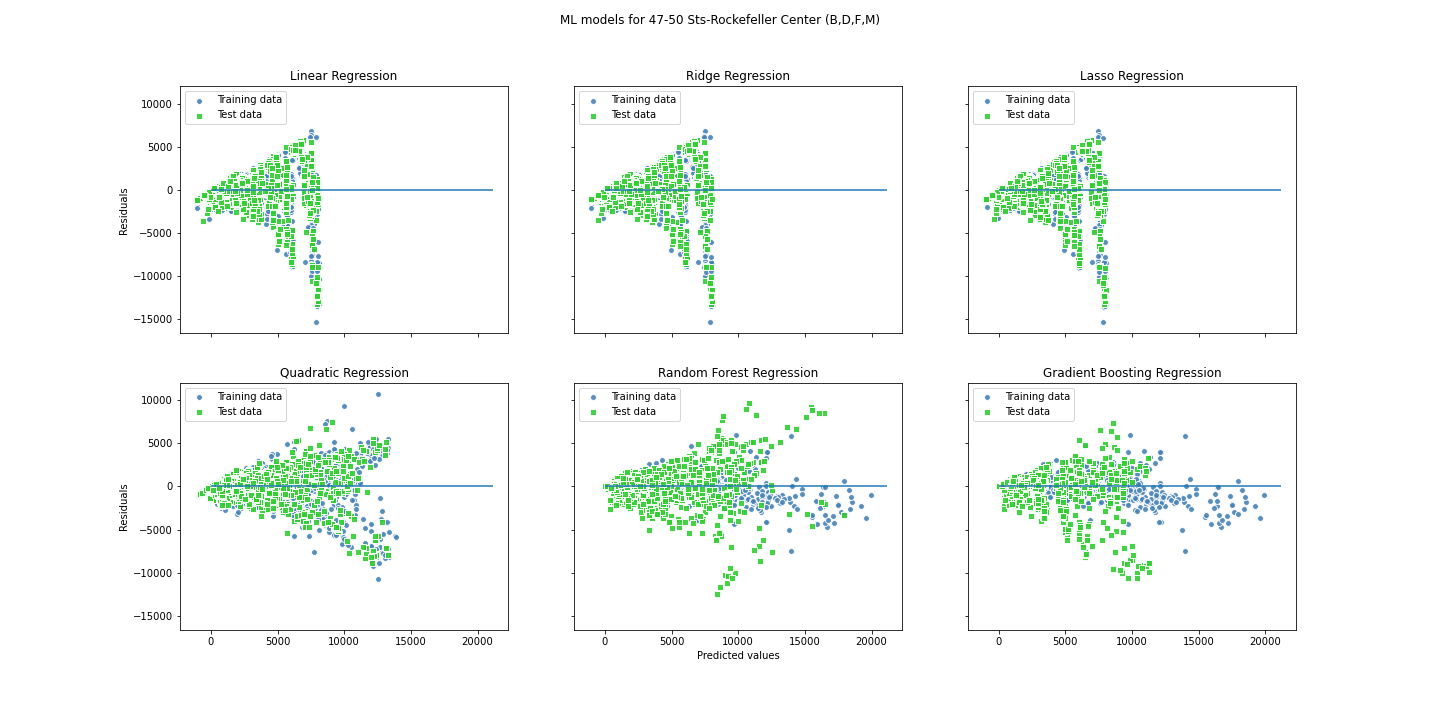 ML models for 47-50 Sts-Rockefeller Center (B,D,F,M)
Linear Regression
Training data
Test data
10000
5000
0
−5000
−10000
−15000
Residuals
Ridge Regression
Training data
Test data
Lasso Regression
Training data
Test data
Quadratic Regression
Training data
Test data
10000
5000
0
−5000
−10000
−15000
Residuals
0 5000 10000 15000 20000
Random Forest Regression
Training data
Test data
0 5000 10000 15000 20000
Predicted values
Gradient Boosting Regression
Training data
Test data
0 5000 10000 15000 20000